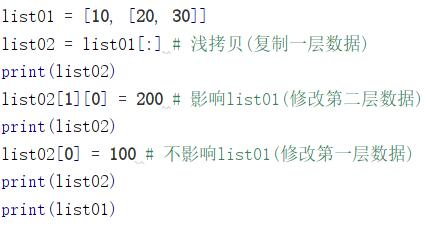 list01 = [10, [20, 30]]
list02 = list01[:] # 浅拷贝(复制一层数据)
print(list02)
list02[1][0] = 200 # 影响list01(修改第二层数据)
print(list02)
list02[0] = 100 # 不影响list01(修改第一层数据)
print(list02)
print(list01)